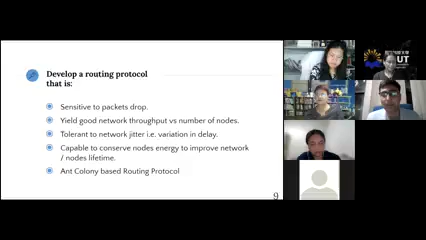 Develop a routing protocol
that is:
Sensitive to packets drop.
Yield good network throughput vs number of nodes.
Tolerant to network jitter i.e. variation in delay.
Capable to conserve nodes energy to improve network
/ nodes lifetime.
Ant Colony based Routing Protocol
9
UT